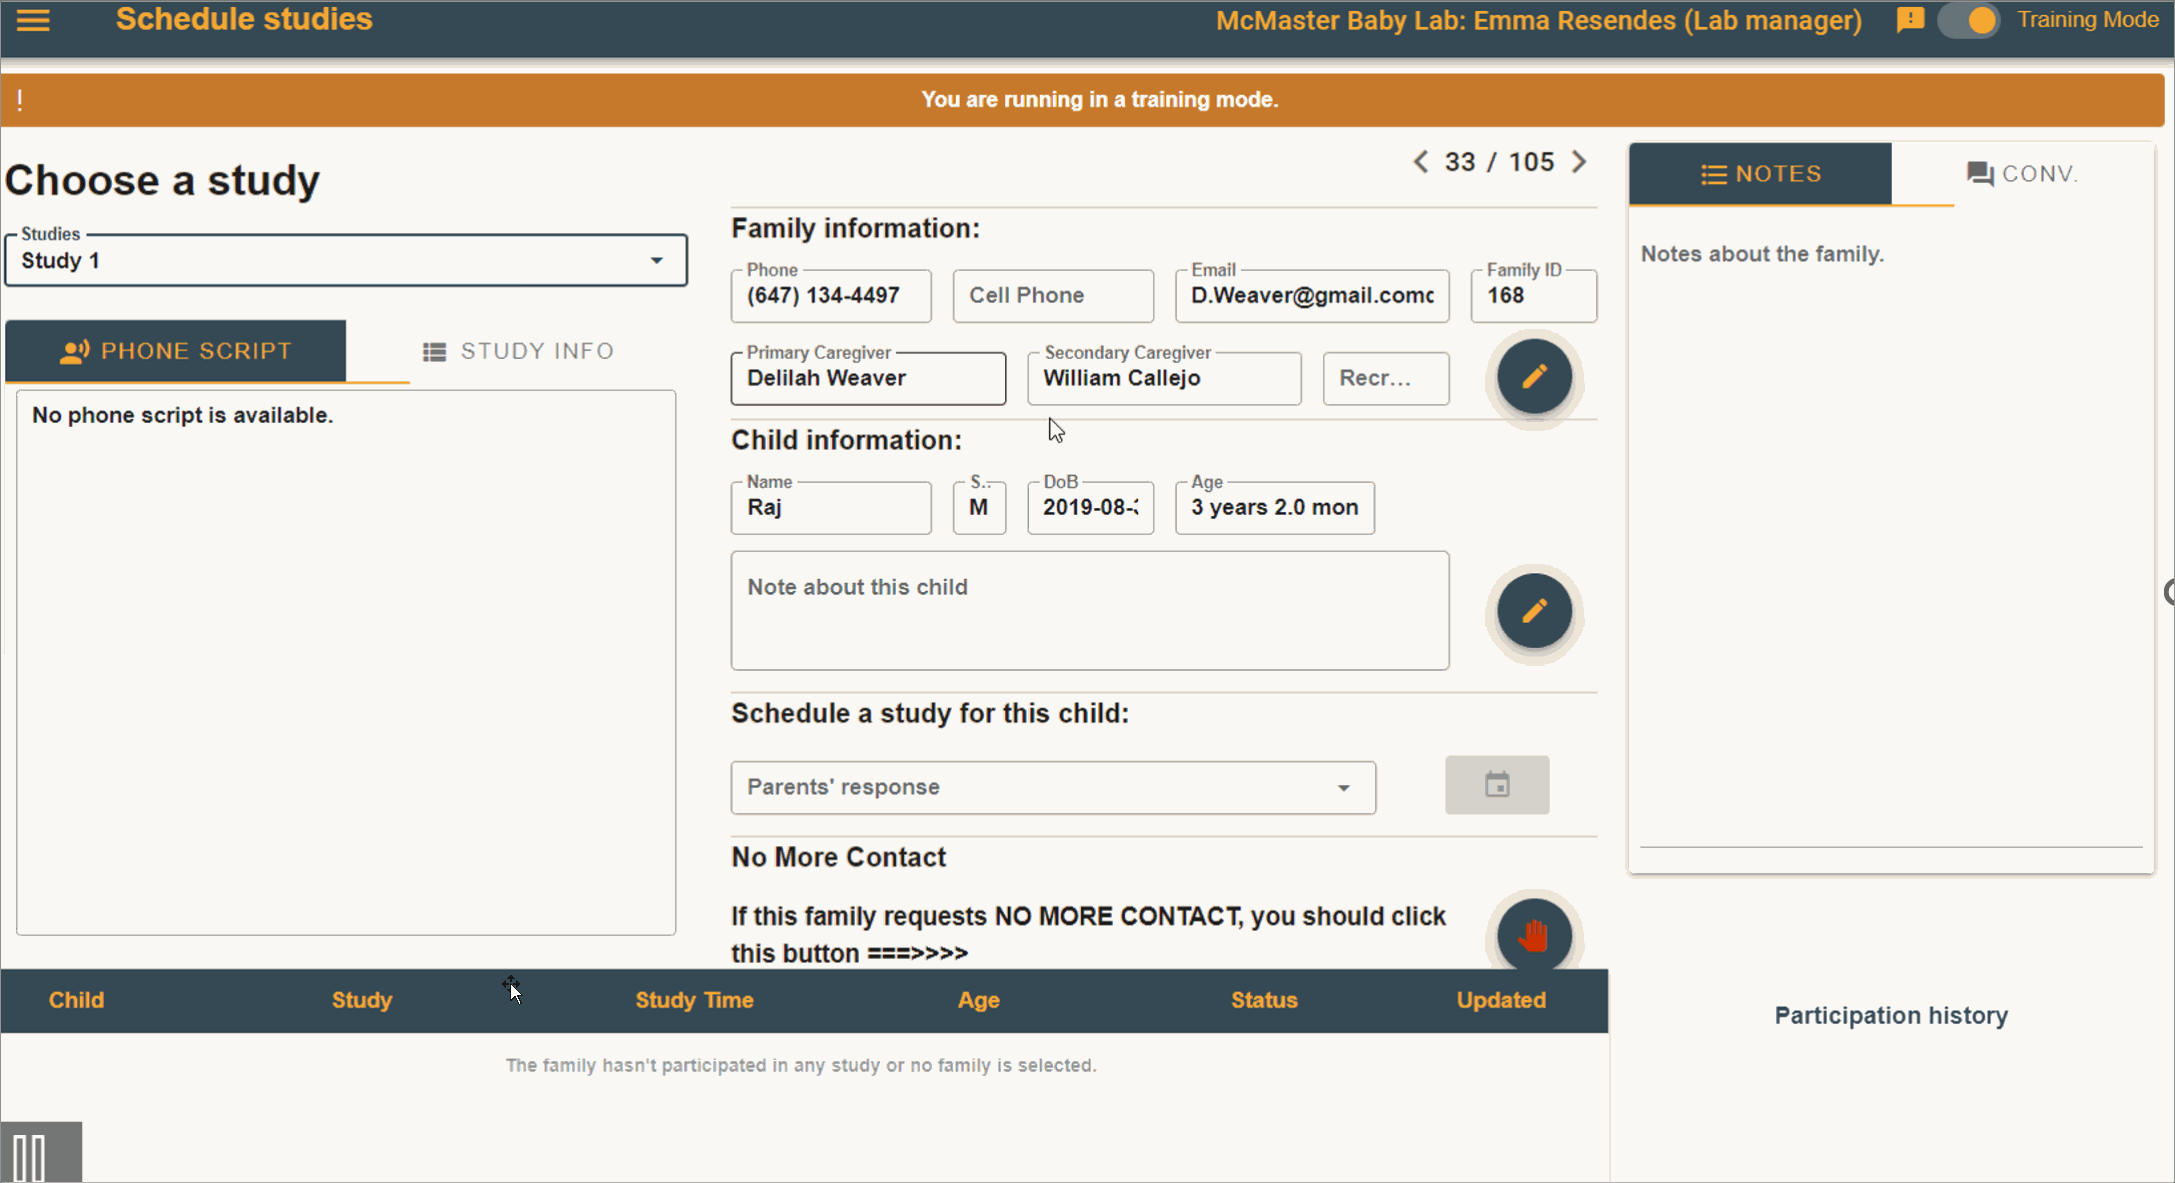 Schedule studies
McMaster Baby Lab: Emma Resendes (Lab manager)
Training Mode
!
You are running in a training mode.
Choose a study
Studies
Study 1
PHONE SCRIPT
STUDY INFO
No phone script is available.
33 / 105
Family information:
Phone
(647) 134-4497
Cell Phone
Email
D.Weaver@gmail.com
Family ID
168
Primary Caregiver
Delilah Weaver
Secondary Caregiver
William Callejo
Recr...
Child information:
Name
Raj
S..
M
DoB
2019-08-
Age
3 years 2.0 mon
Note about this child
Schedule a study for this child:
Parents' response
No More Contact
If this family requests NO MORE CONTACT, you should click
this button ===>>>>
NOTES
CONV.
Notes about the family.
Child Study Study Time Age Status Updated
The family hasn't participated in any study or no family is selected.
Participation history